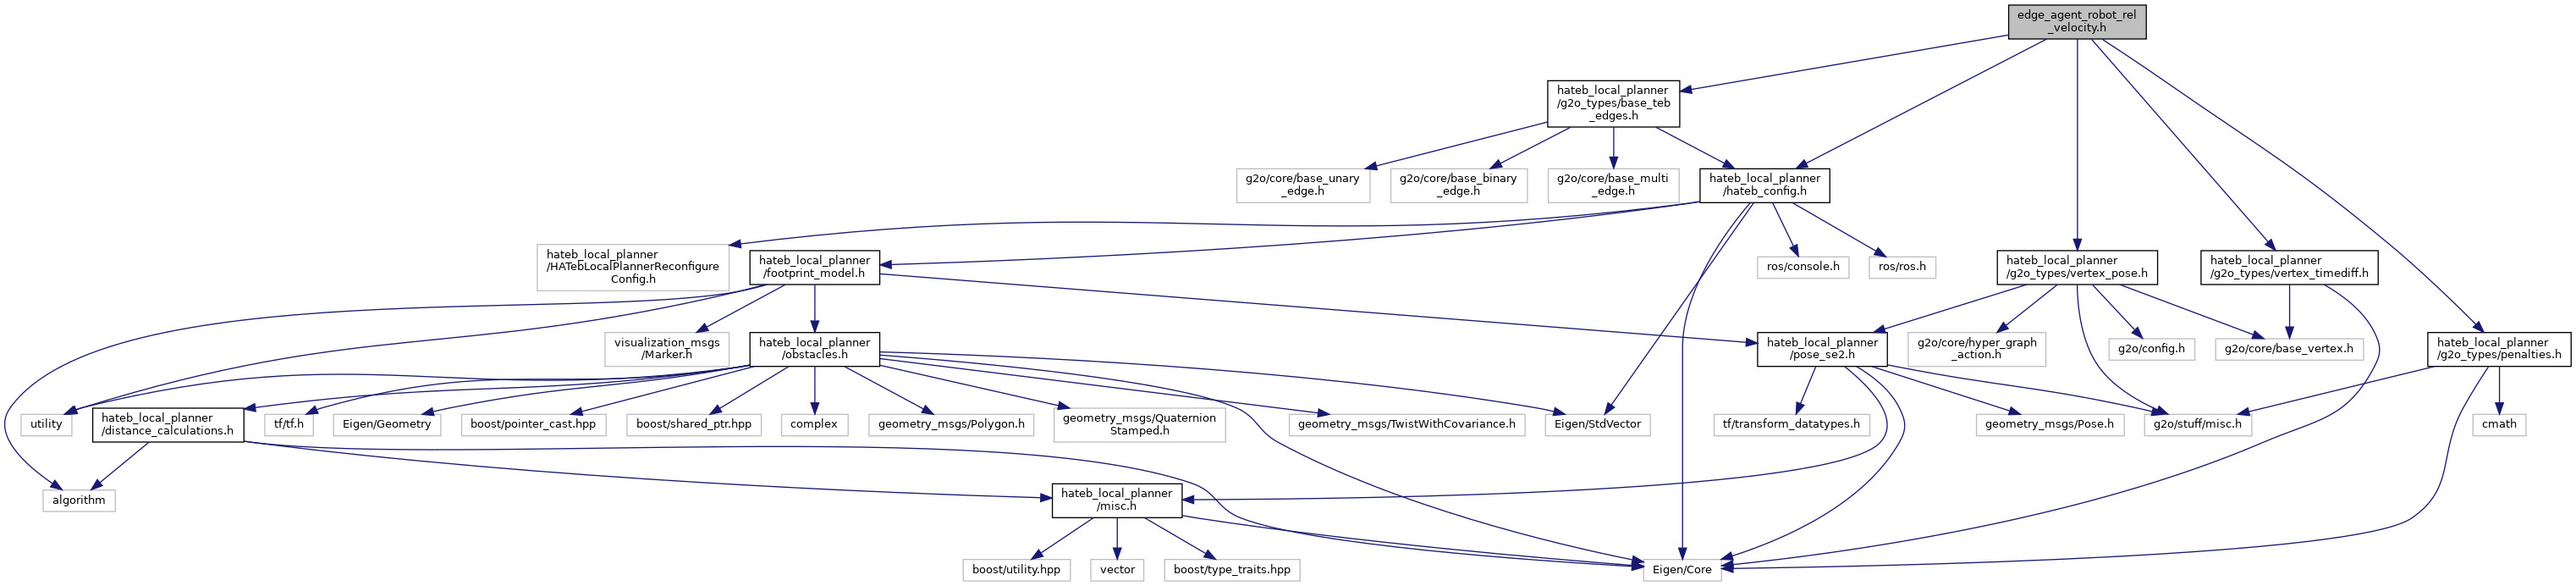 edge_agent_robot_rel
_velocity.h
hateb_local_planner
/g2o_types/base_teb
_edges.h
g2o/core/base_unary
_edge.h
g2o/core/base_binary
_edge.h
g2o/core/base_multi
_edge.h
hateb_local_planner
/hateb_config.h
hateb_local_planner
/HATebLocalPlannerReconfigure
Config.h
hateb_local_planner
/footprint_model.h
ros/console.h
ros/ros.h
hateb_local_planner
/g2o_types/vertex_pose.h
hateb_local_planner
/g2o_types/vertex_timediff.h
visualization_msgs
/Marker.h
hateb_local_planner
/obstacles.h
hateb_local_planner
/pose_se2.h
g2o/core/hyper_graph
_action.h
g2o/config.h
g2o/core/base_vertex.h
hateb_local_planner
/g2o_types/penalties.h
utility
hateb_local_planner
/distance_calculations.h
tf/tf.h
Eigen/Geometry
boost/pointer_cast.hpp
boost/shared_ptr.hpp
complex
geometry_msgs/Polygon.h
geometry_msgs/Quaternion
Stamped.h
geometry_msgs/TwistWithCovariance.h
Eigen/StdVector
tf/transform_datatypes.h
geometry_msgs/Pose.h
g2o/stuff/misc.h
cmath
algorithm
hateb_local_planner
/misc.h
boost/utility.hpp
vector
boost/type_traits.hpp
Eigen/Core